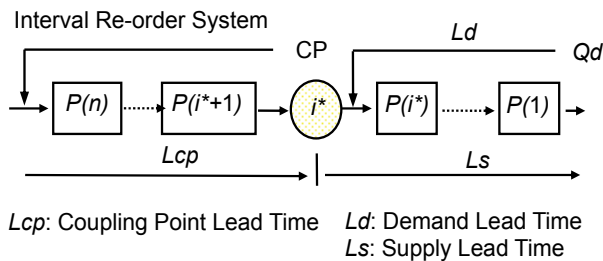 Interval Re-order System
CP
Ld
Qd
P(n)
P(i*+1)
i*
P(i*)
P(1)
Lcp
Ls
Lcp: Coupling Point Lead Time
Ld: Demand Lead Time
Ls: Supply Lead Time